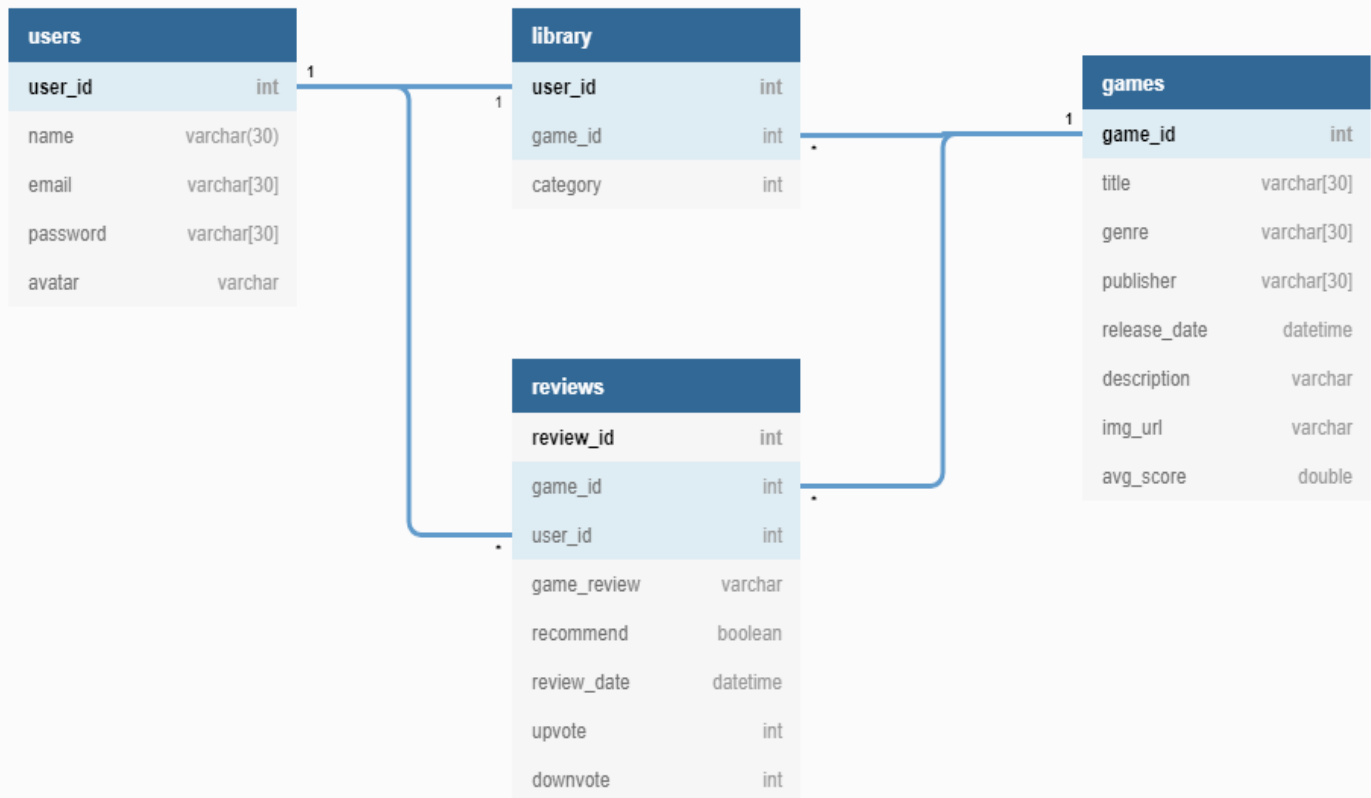 users
user_id int
name varchar(30)
email varchar[30]
password varchar[30]
avatar varchar
1
1
library
user_id int
game_id int
category int
*
reviews
review_id int
game_id int
user_id int
game_review varchar
recommend boolean
review_date datetime
upvote int
downvote int
*
*
1
games
game_id int
title varchar[30]
genre varchar[30]
publisher varchar[30]
release_date datetime
description varchar
img_url varchar
avg_score double